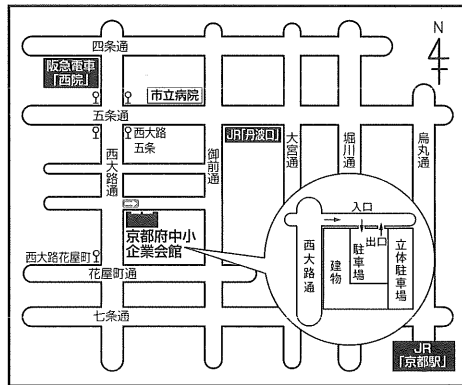 四条通
N
阪急電車
「西院」
市立病院
五条通
西大路
五条
JR「丹波口」
西大路通
御前通
大宮通
堀川通
烏丸通
京都府中小
企業会館
西大路花屋町
花屋町通
七条通
入口
出口
西大路通
建物
駐車場
立体駐車場
JR
「京都駅」